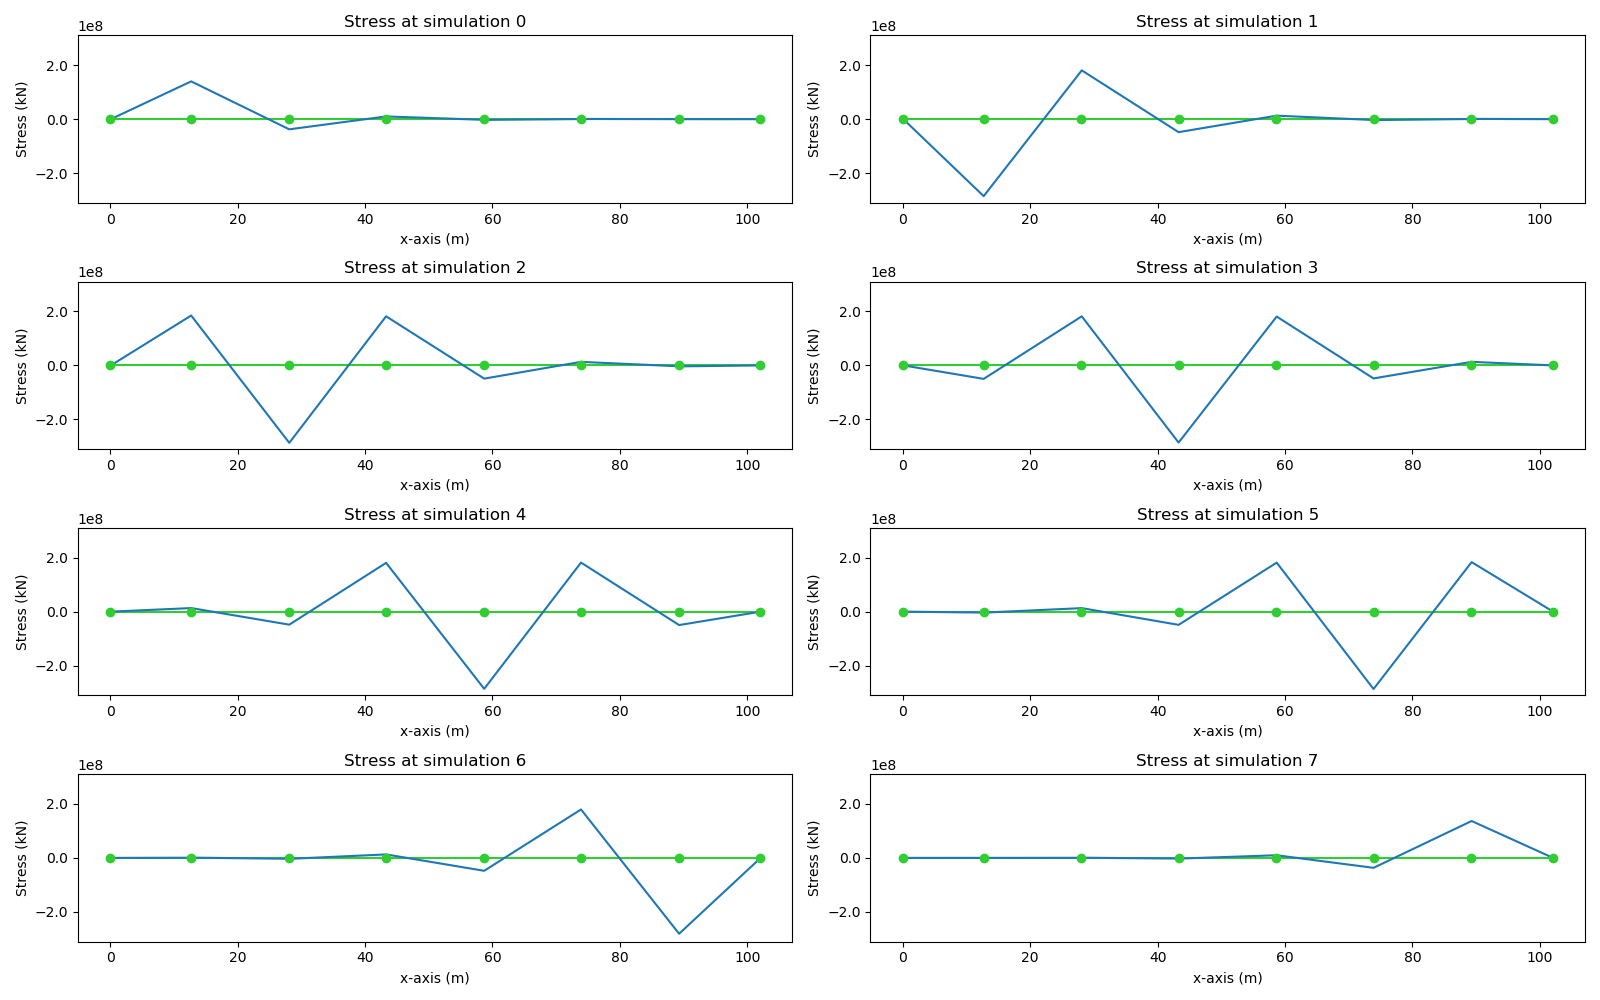 Stress at simulation 0
1e8
Stress (kN)
2.0
0.0
−2.0
0 20 40 60 80 100
x-axis (m)
Stress at simulation 1
1e8
Stress (kN)
2.0
0.0
−2.0
0 20 40 60 80 100
x-axis (m)
Stress at simulation 2
1e8
Stress (kN)
2.0
0.0
−2.0
0 20 40 60 80 100
x-axis (m)
Stress at simulation 3
1e8
Stress (kN)
2.0
0.0
−2.0
0 20 40 60 80 100
x-axis (m)
Stress at simulation 4
1e8
Stress (kN)
2.0
0.0
−2.0
0 20 40 60 80 100
x-axis (m)
Stress at simulation 5
1e8
Stress (kN)
2.0
0.0
−2.0
0 20 40 60 80 100
x-axis (m)
Stress at simulation 6
1e8
Stress (kN)
2.0
0.0
−2.0
0 20 40 60 80 100
x-axis (m)
Stress at simulation 7
1e8
Stress (kN)
2.0
0.0
−2.0
0 20 40 60 80 100
x-axis (m)